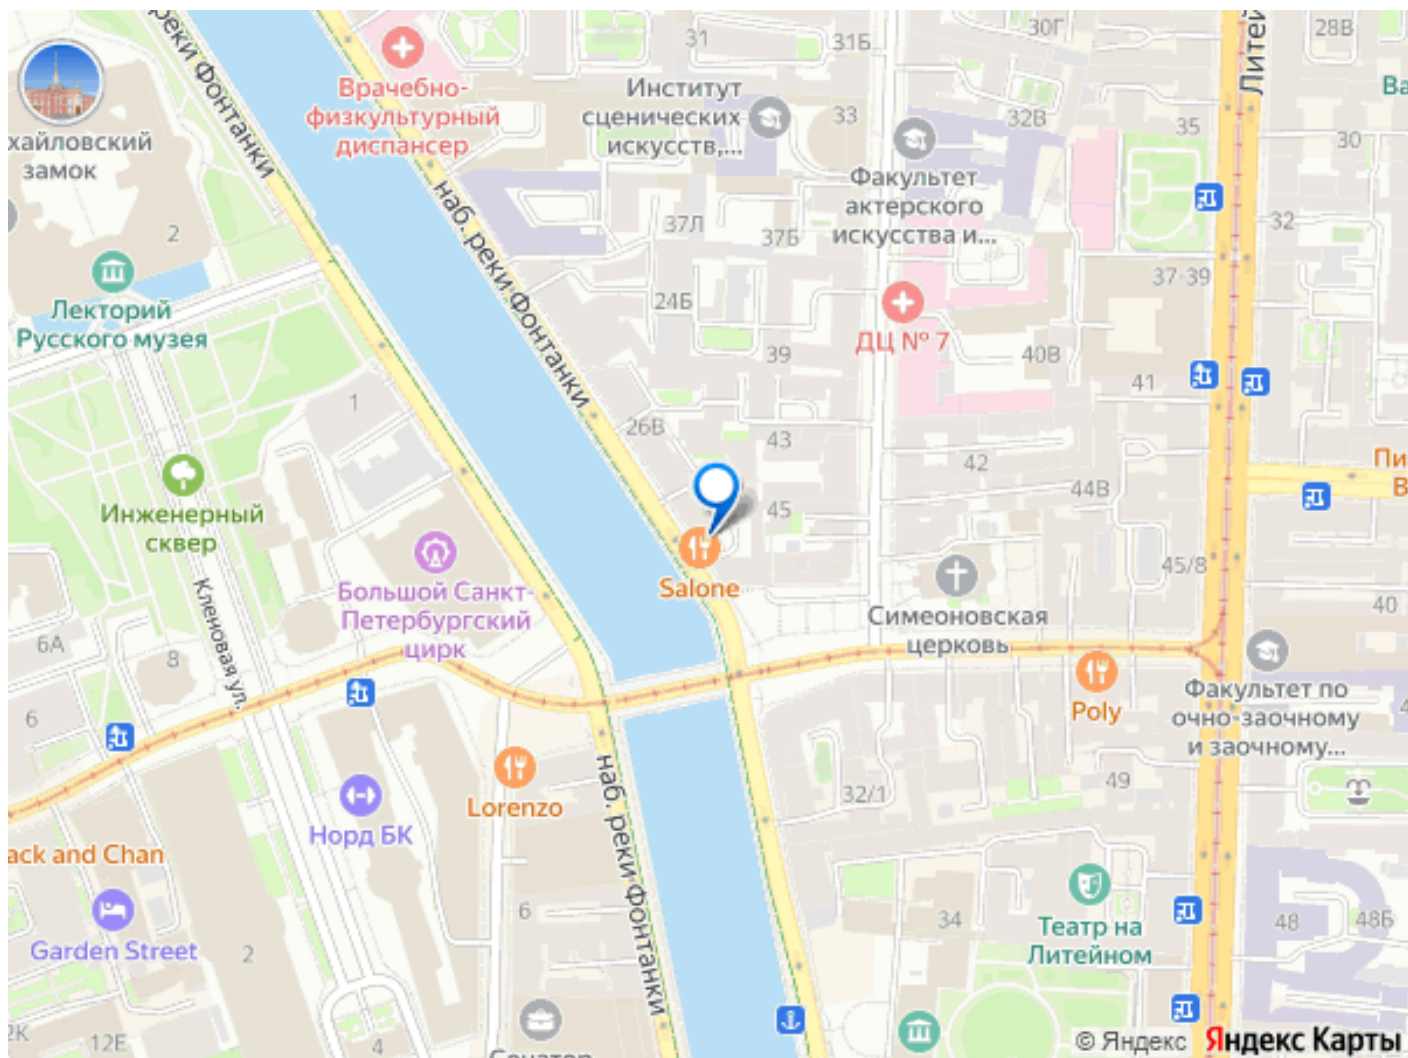 реки Фонтанки
31
31Б
30Г
Литей
28В
Врачебно-
физкультурный
диспансер
Институт
сценических
искусств,...
33
32В
35
30
Ва
хайловский
замок
Факультет
актерского
искусства и...
2
наб. реки Фонтанки
37Л
37Б
32
37-39
Лекторий
Русского музея
24Б
39
ДЦ № 7
40В
41
1
26В
43
42
44В
Пи
В
Инженерный
сквер
45
Большой Санкт-
Петербургский
цирк
Salone
45/8
Симеоновская
церковь
40
6А
8
Кленовая ул.
6
Poly
Факультет по
очно-заочному
и заочному...
4
Lorenzo
наб. реки Фонтанки
32/1
49
Норд БК
ack and Chan
6
34
Театр на
Литейном
48
48Б
Garden Street
2
2К
12Е
4
Сенатор
© Яндекс
Яндекс Карты